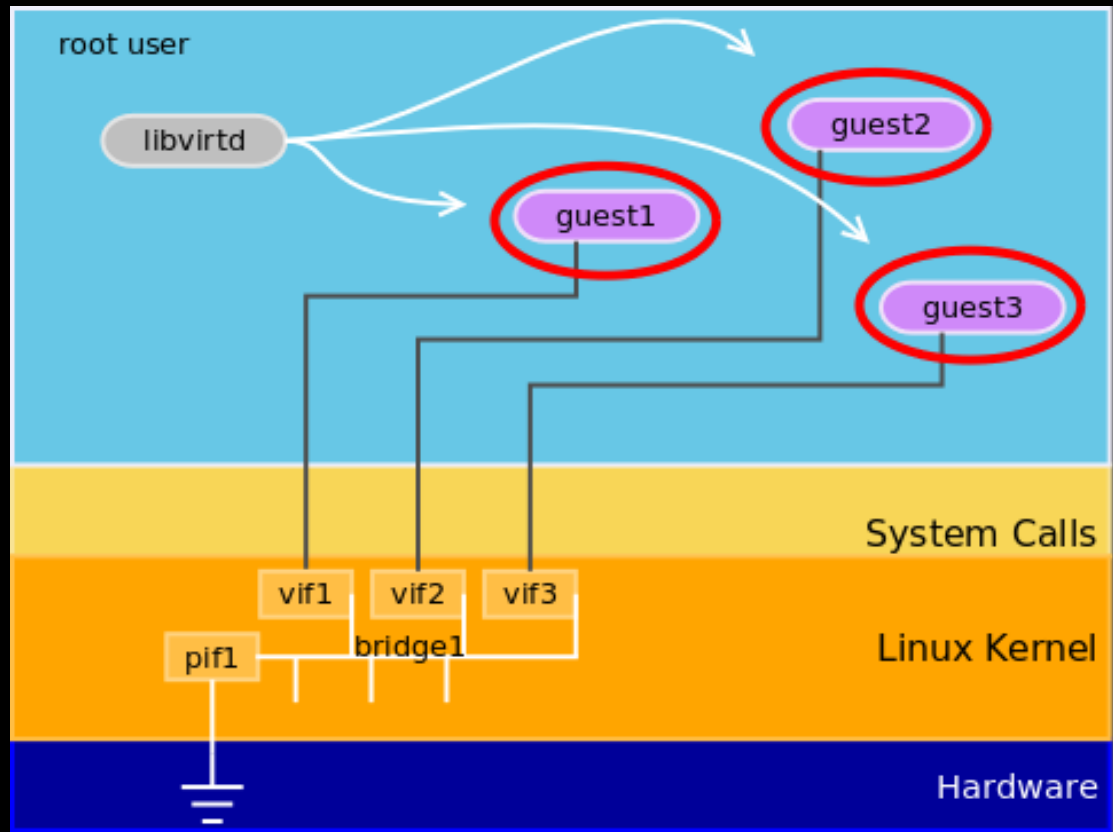 root user
libvirtd
guest2
guest1
guest3
System Calls
vif1
vif2
vif3
bridge1
pif1
Linux Kernel
Hardware